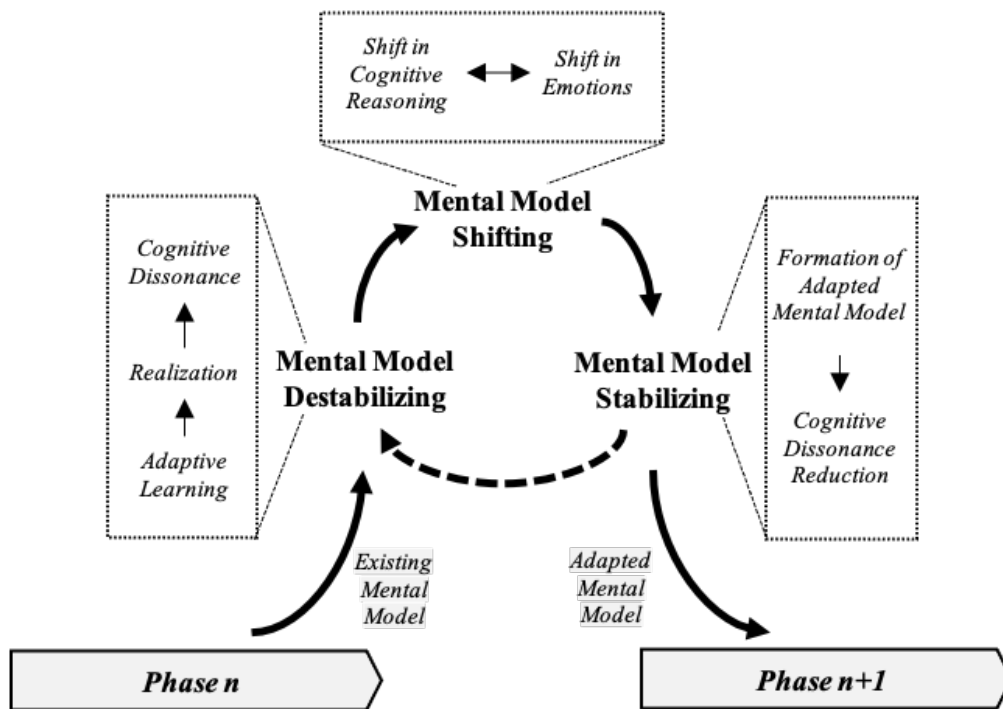 Shift in
Cognitive
Reasoning
Shift in
Emotions
Mental Model
Shifting
Cognitive
Dissonance
Realization
Adaptive
Learning
Mental Model
Destabilizing
Mental Model
Stabilizing
Formation of
Adapted
Mental Model
Cognitive
Dissonance
Reduction
Existing
Mental
Model
Adapted
Mental
Model
Phase n
Phase n+1